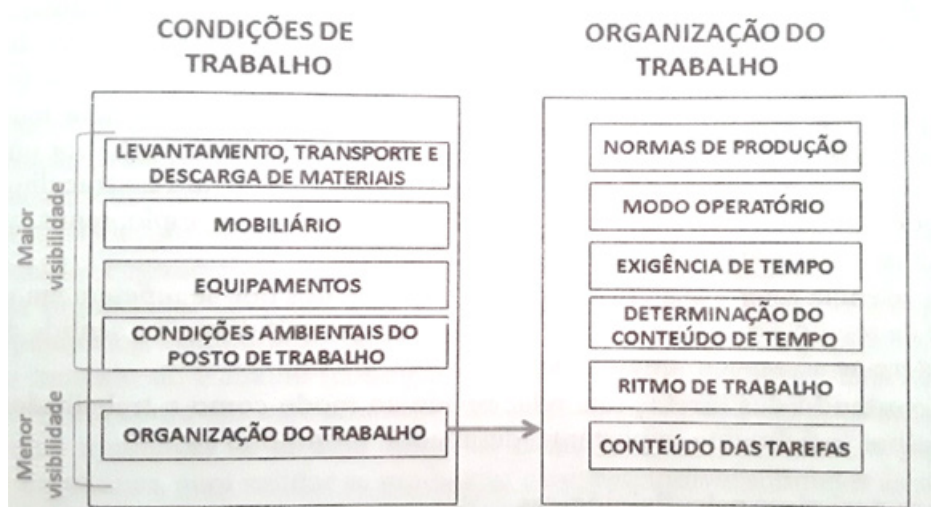 CONDIÇÕES DE
TRABALHO
Maior
visibilidade
LEVANTAMENTO, TRANSPORTE E
DESCARGA DE MATERIAIS
MOBILIÁRIO
EQUIPAMENTOS
CONDIÇÕES AMBIENTAIS DO
POSTO DE TRABALHO
Menor
visibilidade
ORGANIZAÇÃO DO TRABALHO
ORGANIZAÇÃO DO
TRABALHO
NORMAS DE PRODUÇÃO
MODO OPERATÓRIO
EXIGÊNCIA DE TEMPO
DETERMINAÇÃO DO
CONTEÚDO DE TEMPO
RITMO DE TRABALHO
CONTEÚDO DAS TAREFAS